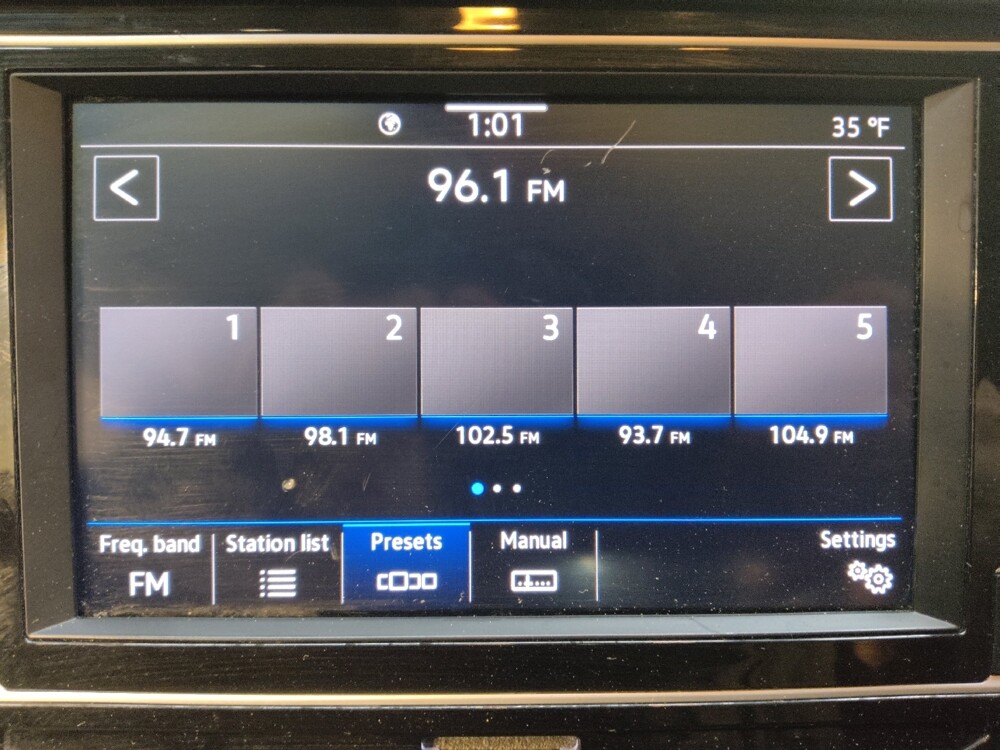 1:01
35 °F
96.1 FM
1 2 3 4 5
94.7 FM 98.1 FM 102.5 FM 93.7 FM 104.9 FM
Freq. band Station list Presets Manual Settings
FM